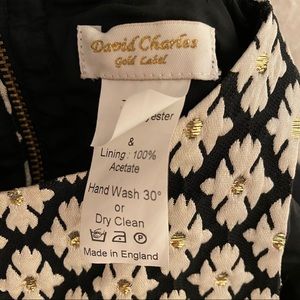 David Charles
Gold Label
&
Lining : 100%
Acetate
Hand Wash 30°
or
Dry Clean
Made in England